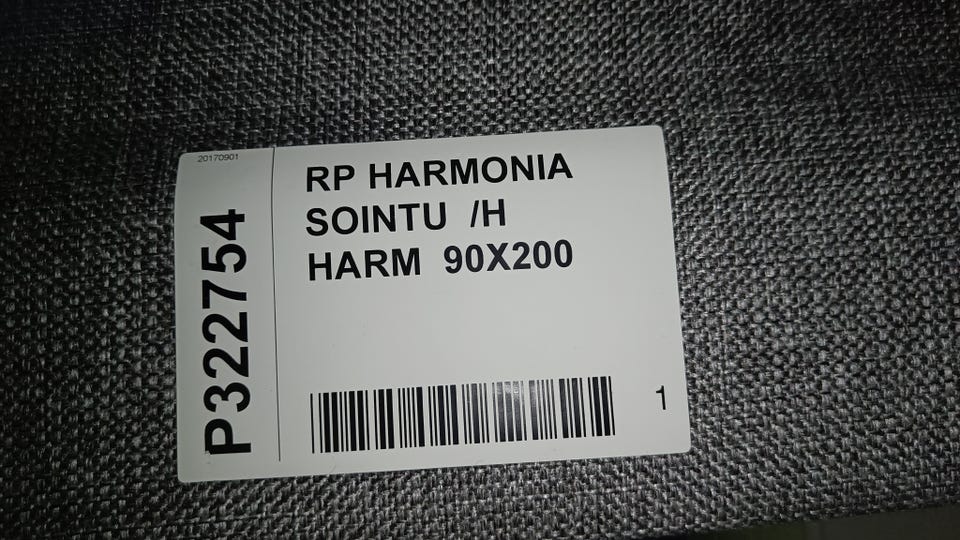 20170901
P322754
RP HARMONIA
SOINTU /H
HARM 90X200
1